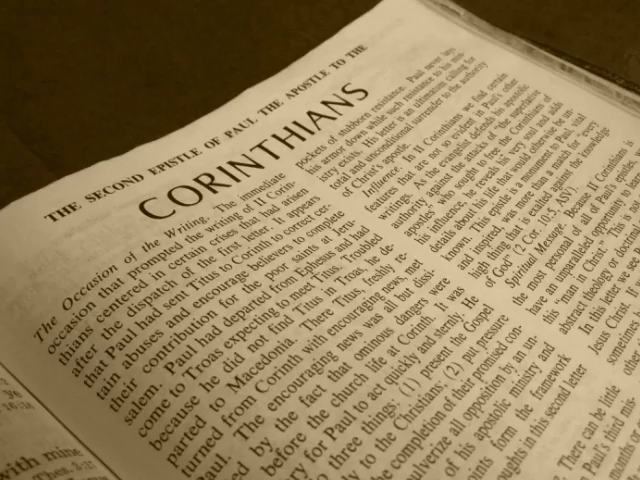 THE SECOND EPISTLE OF PAUL THE APOSTLE TO THE
CORINTHIANS
The Occasion of the Writing. The immediate
occasion that prompted the writing of II Corin-
thians centered in certain crises that had arisen
after the dispatch of the first letter. It appears
that Paul had sent Titus to Corinth to correct cer-
tain abuses and encourage believers to complete
their contribution for the poor saints at Jeru-
salem. Paul had departed from Ephesus and had
come to Troas expecting to meet Titus. Troubled
because he did not find Titus in Troas, he de-
parted to Macedonia. There Titus, freshly re-
turned from Corinth with encouraging news, met
The encouraging news was all but dissi-
by the fact that ominous dangers were
before the church life at Corinth. It was
for Paul to act quickly and sternly. He
three things: (1) present the Gospel
to the Christians, (2) put pressure
the completion of their promised con-
pulverize all opposition by an un-
of his apostolic ministry and
form the framework
in this second letter
pockets of stubborn resistance. Paul never lays
his armor down while such resistance to his min-
istry exists. His letter is an ultimatum calling for
total and unconditional surrender to the authority
of Christ's apostle.
Influence. In II Corinthians we find certain
features that are not so evident in Paul's other
writings. As the evangelist defends his apostolic
authority against the attacks of "the superlative
apostles" who sought to free the Corinthians of
his influence, he reveals his very soul and adds
details about his life that would otherwise be un-
known. This epistle is a monument to Paul, vital
and inspired, was more than a match for "every
high thing that is exalted against the knowledge
of God" (2 Cor. 10:5, ASV).
Spiritual Message. Because II Corinthians is
the most personal of all of Paul's
have an unparalleled opportunity to
this "man in Christ." This is
abstract theology or
In this letter we
Jesus Christ.
sometimes
There can be little
Paul's third
months
with mine